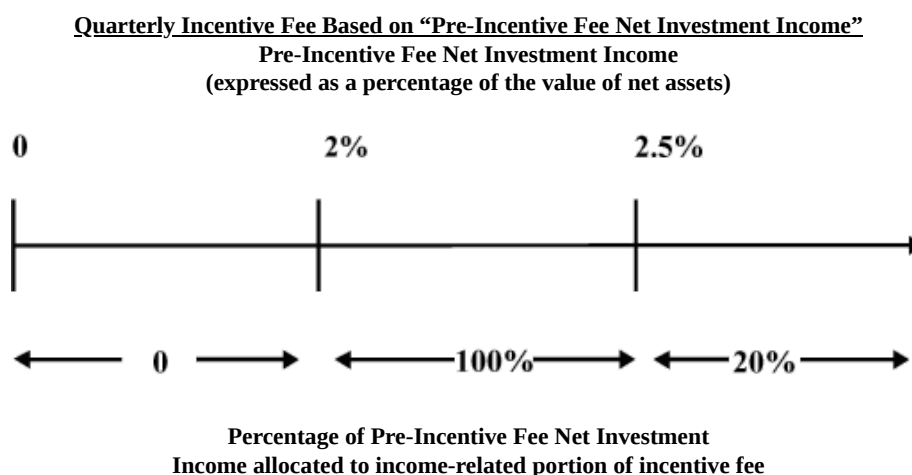 Quarterly Incentive Fee Based on “Pre-Incentive Fee Net Investment Income”
Pre-Incentive Fee Net Investment Income
(expressed as a percentage of the value of net assets)
0 2% 2.5%
0 100% 20%
Percentage of Pre-Incentive Fee Net Investment
Income allocated to income-related portion of incentive fee